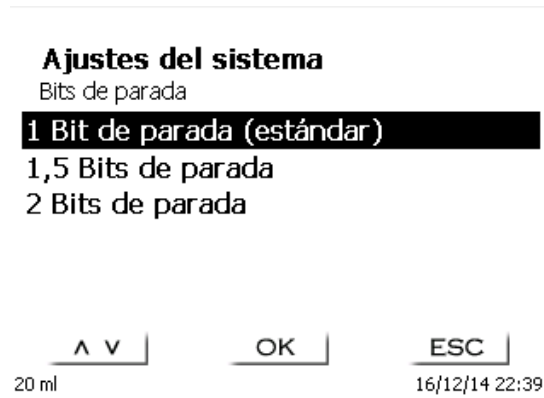 Ajustes del sistema
Bits de parada
1 Bit de parada (estándar)
1,5 Bits de parada
2 Bits de parada
∧ ∨ OK ESC
20 ml 16/12/14 22:39